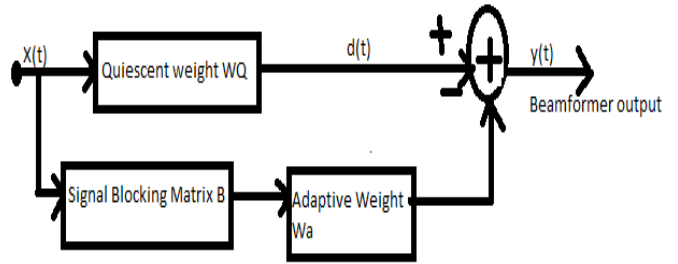 X(t)
Quiescent weight WQ
d(t)
+
−
+
y(t)
Beamformer output
Signal Blocking Matrix B
Adaptive Weight
Wa